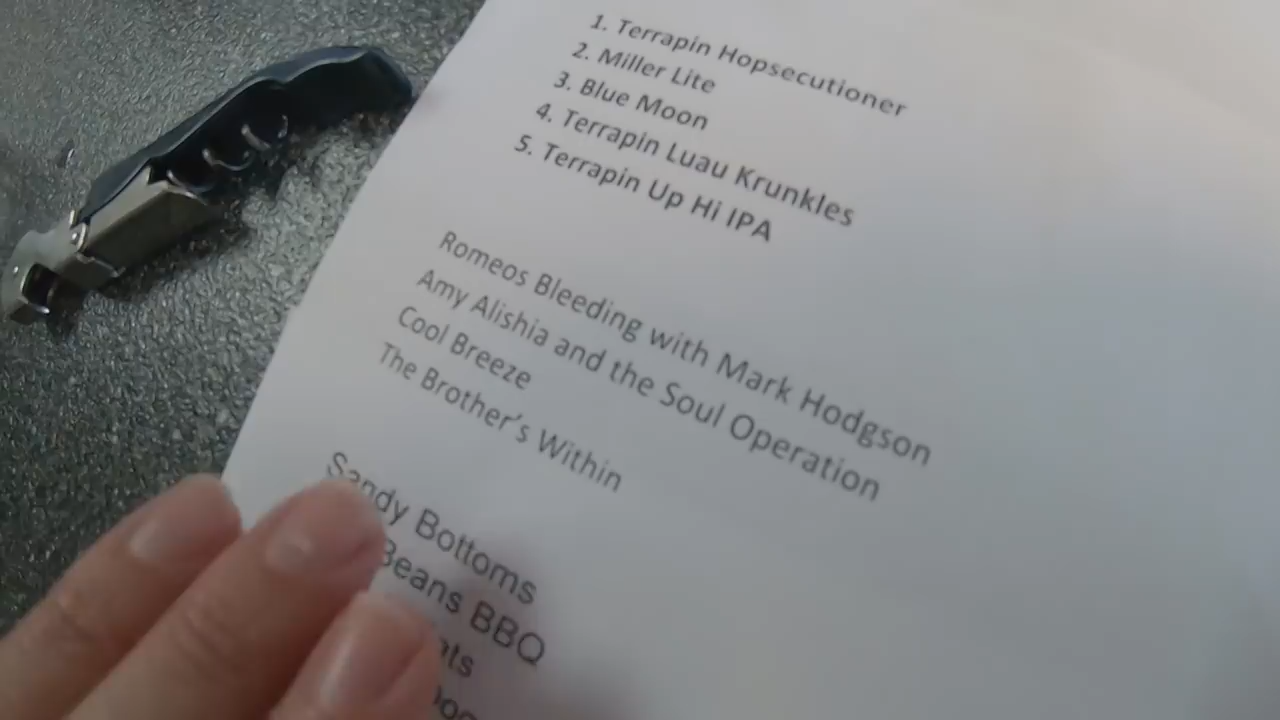 1. Terrapin Hopsecutioner
2. Miller Lite
3. Blue Moon
4. Terrapin Luau Krunkles
5. Terrapin Up Hi IPA
Romeos Bleeding with Mark Hodgson
Amy Alishia and the Soul Operation
Cool Breeze
The Brother's Within
Sandy Bottoms
Beans BBQ